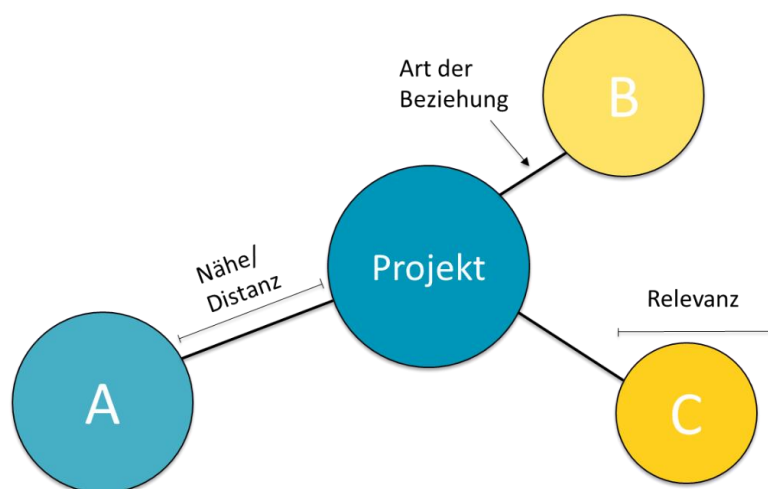 Art der
Beziehung
B
Nähe/
Distanz
Projekt
Relevanz
A
C